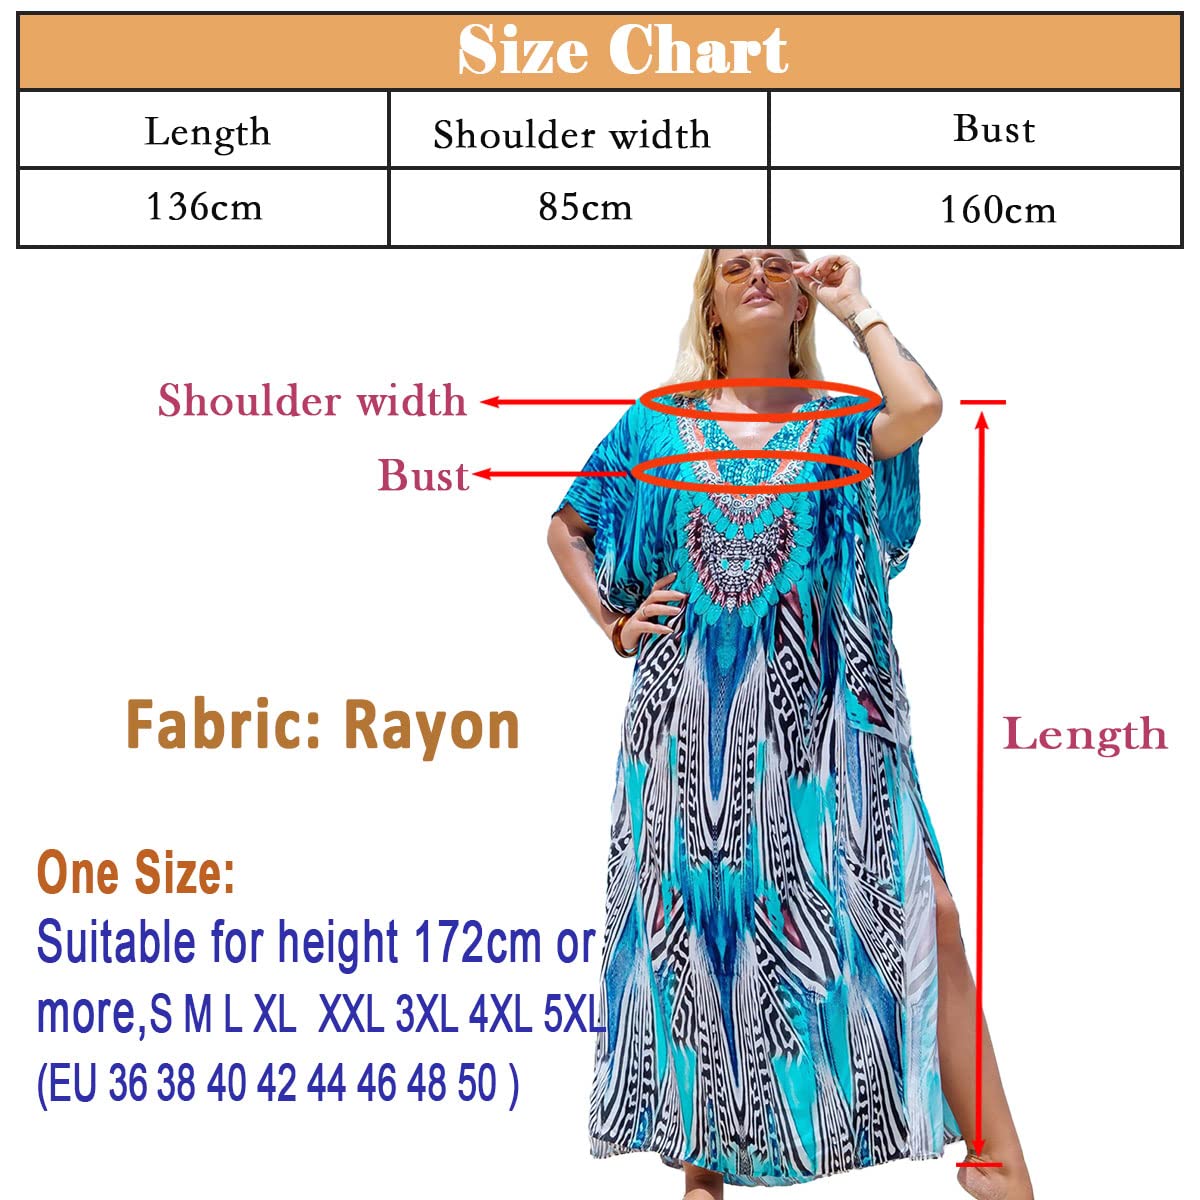 Size Chart
Length Shoulder width Bust
136cm 85cm 160cm
Shoulder width
Bust
Length
Fabric: Rayon
One Size:
Suitable for height 172cm or
more,S M L XL XXL 3XL 4XL 5XL
(EU 36 38 40 42 44 46 48 50 )